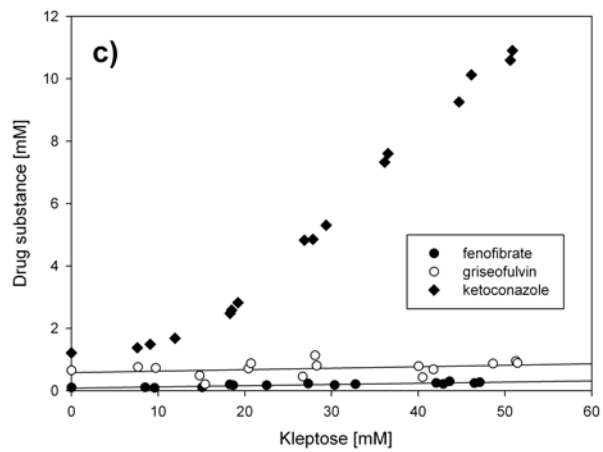 c)
12
10
8
6
4
2
0
Drug substance [mM]
fenofibrate
griseofulvin
ketoconazole
0 10 20 30 40 50 60
Kleptose [mM]